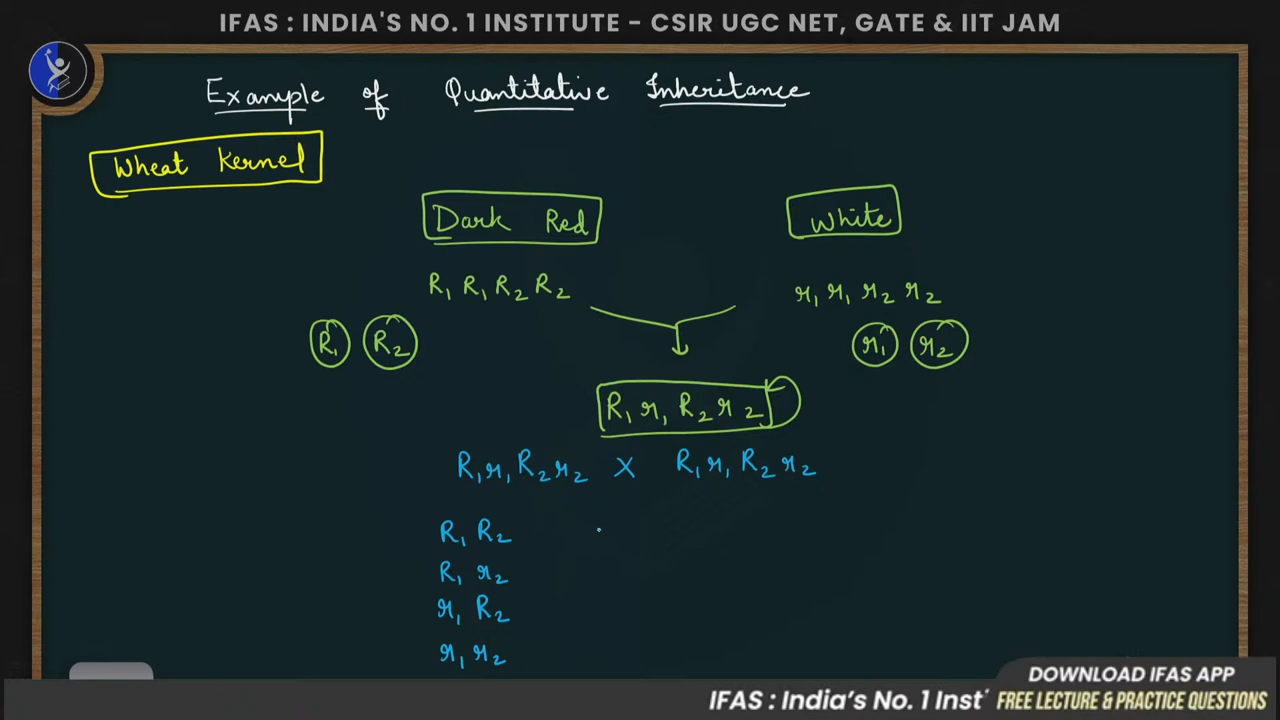 IFAS : INDIA'S NO. 1 INSTITUTE - CSIR UGC NET, GATE & IIT JAM
Example of Quantitative Inheritance
Wheat Kernel
Dark Red
White
R₁ R₁ R₂ R₂
r₁ r₁ r₂ r₂
R₁ R₂
r₁ r₂
R₁ r₁ R₂ r₂
R₁ r₁ R₂ r₂ X R₁ r₁ R₂ r₂
R₁ R₂
R₁ r₂
r₁ R₂
r₁ r₂
DOWNLOAD IFAS APP
IFAS : India's No. 1 Inst
FREE LECTURE & PRACTICE QUESTIONS